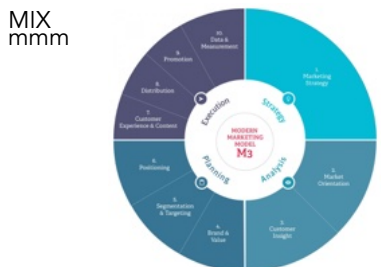 MIX
mmm
10.
Data &
Measurement
9.
Promotion
8.
Distribution
7.
Customer
Experience & Content
6.
Positioning
5.
Segmentation
& Targeting
4.
Brand &
Value
3.
Customer
Insight
2.
Market
Orientation
1.
Marketing
Strategy
Execution
Strategy
Planning
Analysis
MODERN
MARKETING
MODEL
M3